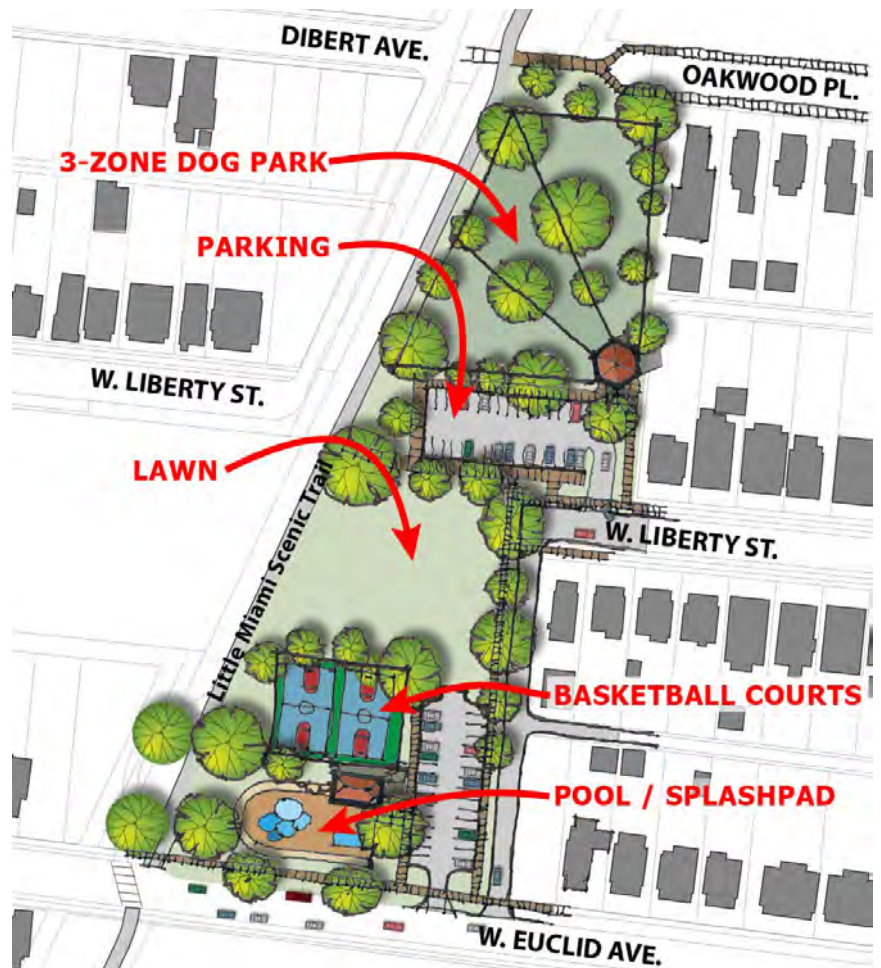 DIBERT AVE.
OAKWOOD PL.
3-ZONE DOG PARK
PARKING
W. LIBERTY ST.
LAWN
W. LIBERTY ST.
Little Miami Scenic Trail
BASKETBALL COURTS
POOL / SPLASHPAD
W. EUCLID AVE.